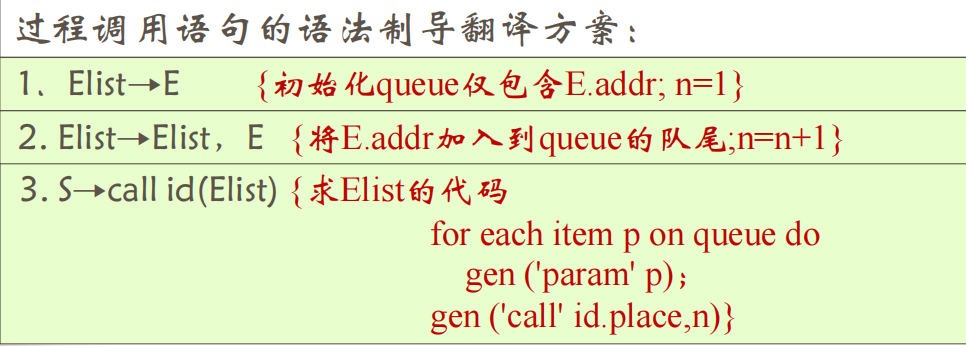 过程调用语句的语法制导翻译方案：
1、Elist→E {初始化queue仅包含E.addr; n=1}
2. Elist→Elist，E {将E.addr加入到queue的队尾;n=n+1}
3. S→call id(Elist) {求Elist的代码
for each item p on queue do
gen ('param' p)；
gen ('call' id.place,n)}